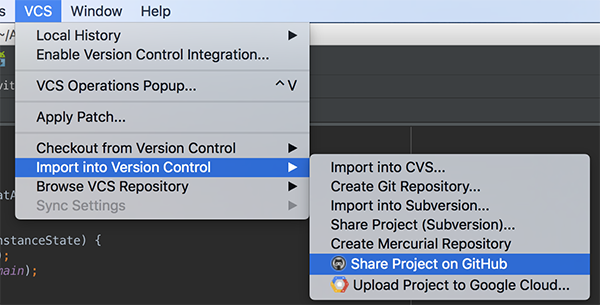 s VCS Window Help
~/A
Local History
Enable Version Control Integration...
VCS Operations Popup... ^V
Apply Patch...
Checkout from Version Control
Import into Version Control
Browse VCS Repository
Sync Settings
Import into CVS...
Create Git Repository...
Import into Subversion...
Share Project (Subversion)...
Create Mercurial Repository
Share Project on GitHub
Upload Project to Google Cloud...
vit
atA
nstanceState) {
);
main);